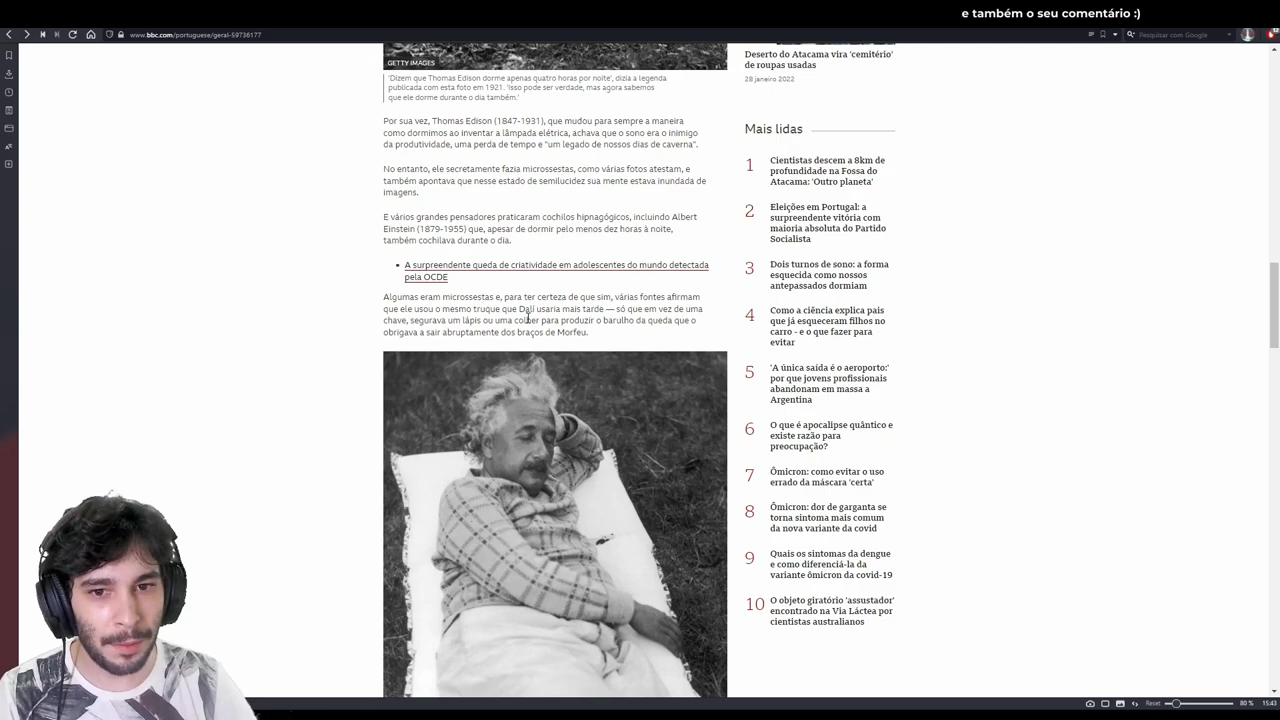 e também o seu comentário :)
www.bbc.com/portuguese/geral-59736177
Pesquisar com Google
GETTY IMAGES
'Dizem que Thomas Edison dorme apenas quatro horas por noite', dizia a legenda
publicada com esta foto em 1921. 'Isso pode ser verdade, mas agora sabemos
que ele dorme durante o dia também.'
Por sua vez, Thomas Edison (1847-1931), que mudou para sempre a maneira
como dormimos ao inventar a lâmpada elétrica, achava que o sono era o inimigo
da produtividade, uma perda de tempo e "um legado de nossos dias de caverna".
No entanto, ele secretamente fazia microssestas, como várias fotos atestam, e
também apontava que nesse estado de semilucidez sua mente estava inundada de
imagens.
E vários grandes pensadores praticaram cochilos hipnagógicos, incluindo Albert
Einstein (1879-1955) que, apesar de dormir pelo menos dez horas à noite,
também cochilava durante o dia.
A surpreendente queda de criatividade em adolescentes do mundo detectada
pela OCDE
Algumas eram microssestas e, para ter certeza de que sim, várias fontes afirmam
que ele usou o mesmo truque que Dalí usaria mais tarde — só que em vez de uma
chave, segurava um lápis ou uma colher para produzir o barulho da queda que o
obrigava a sair abruptamente dos braços de Morfeu.
Deserto do Atacama vira 'cemitério'
de roupas usadas
28 janeiro 2022
Mais lidas
1 Cientistas descem a 8km de
profundidade na Fossa do
Atacama: 'Outro planeta'
2 Eleições em Portugal: a
surpreendente vitória com
maioria absoluta do Partido
Socialista
3 Dois turnos de sono: a forma
esquecida como nossos
antepassados dormiam
4 Como a ciência explica pais
que já esqueceram filhos no
carro - e o que fazer para
evitar
5 'A única saída é o aeroporto:'
por que jovens profissionais
abandonam em massa a
Argentina
6 O que é apocalipse quântico e
existe razão para
preocupação?
7 Ômicron: como evitar o uso
errado da máscara 'certa'
8 Ômicron: dor de garganta se
torna sintoma mais comum
da nova variante da covid
9 Quais os sintomas da dengue
e como diferenciá-la da
variante ômicron da covid-19
10 O objeto giratório 'assustador'
encontrado na Via Láctea por
cientistas australianos
Reset 80 % 15:43